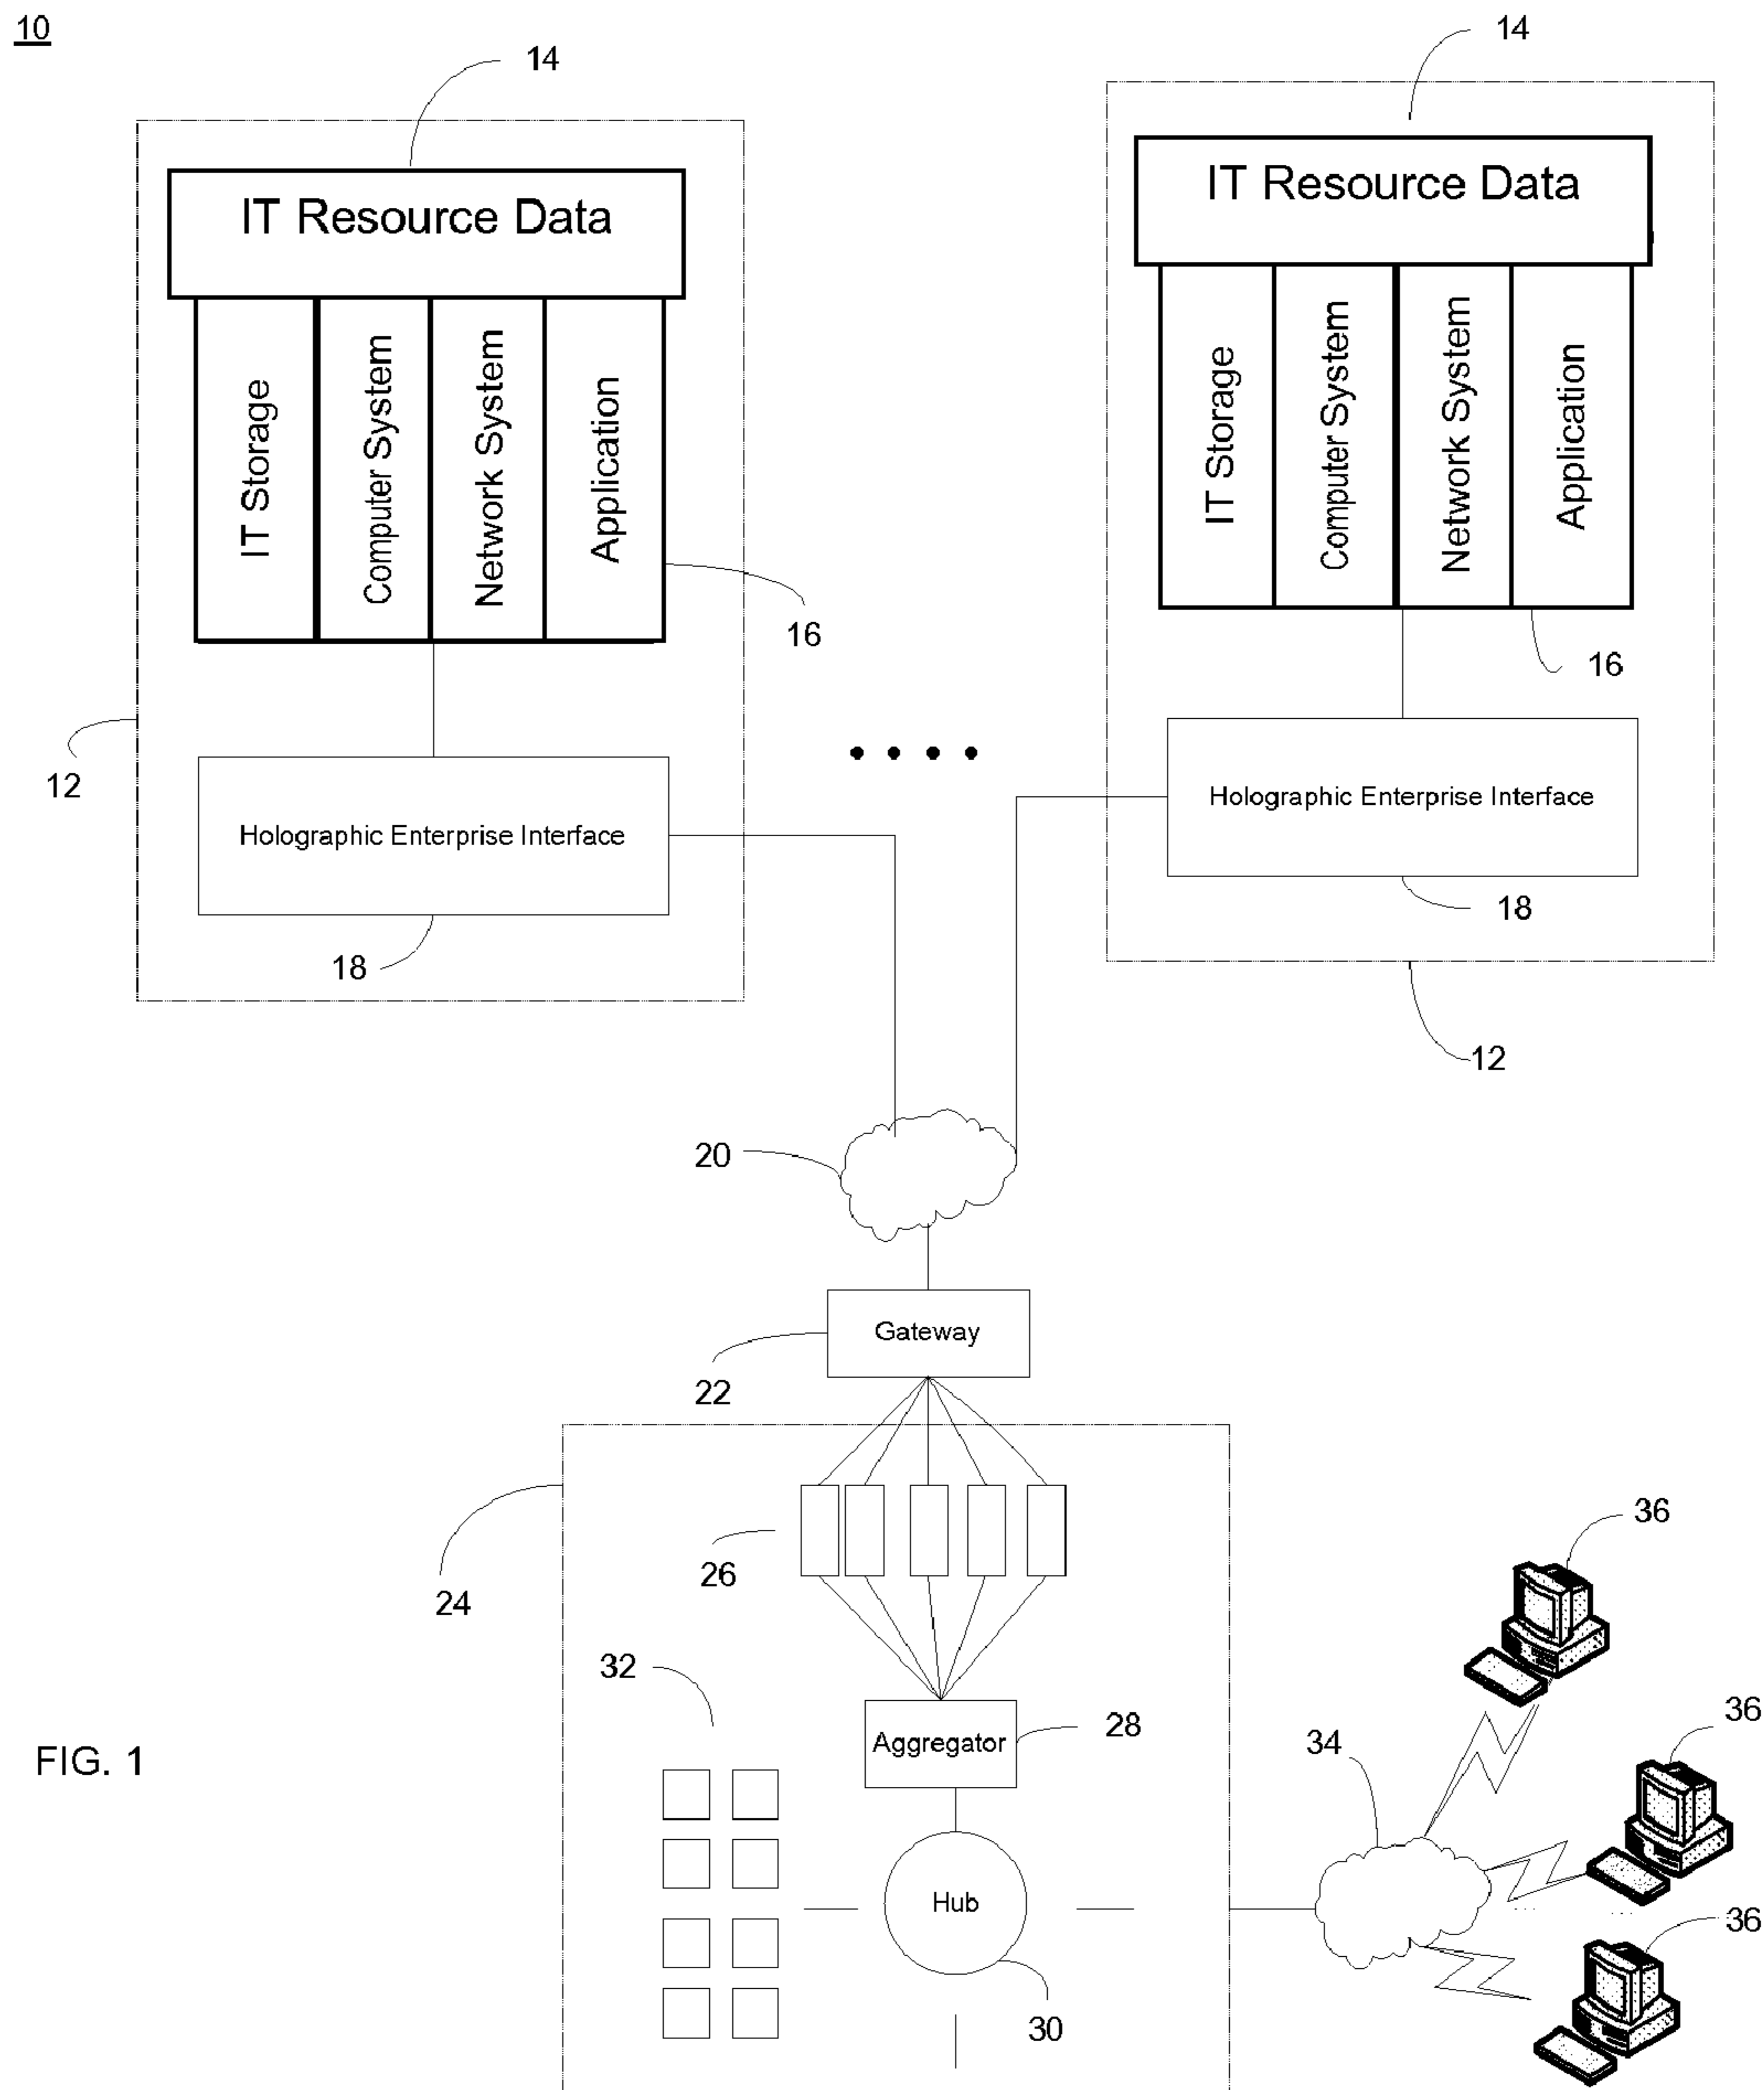 10
14
14
IT Resource Data
IT Resource Data
IT Storage
Computer System
Network System
Application
IT Storage
Computer System
Network System
Application
16
16
12
Holographic Enterprise Interface
Holographic Enterprise Interface
18
18
12
20
Gateway
22
24
26
36
32
Aggregator
28
34
36
FIG. 1
Hub
36
30